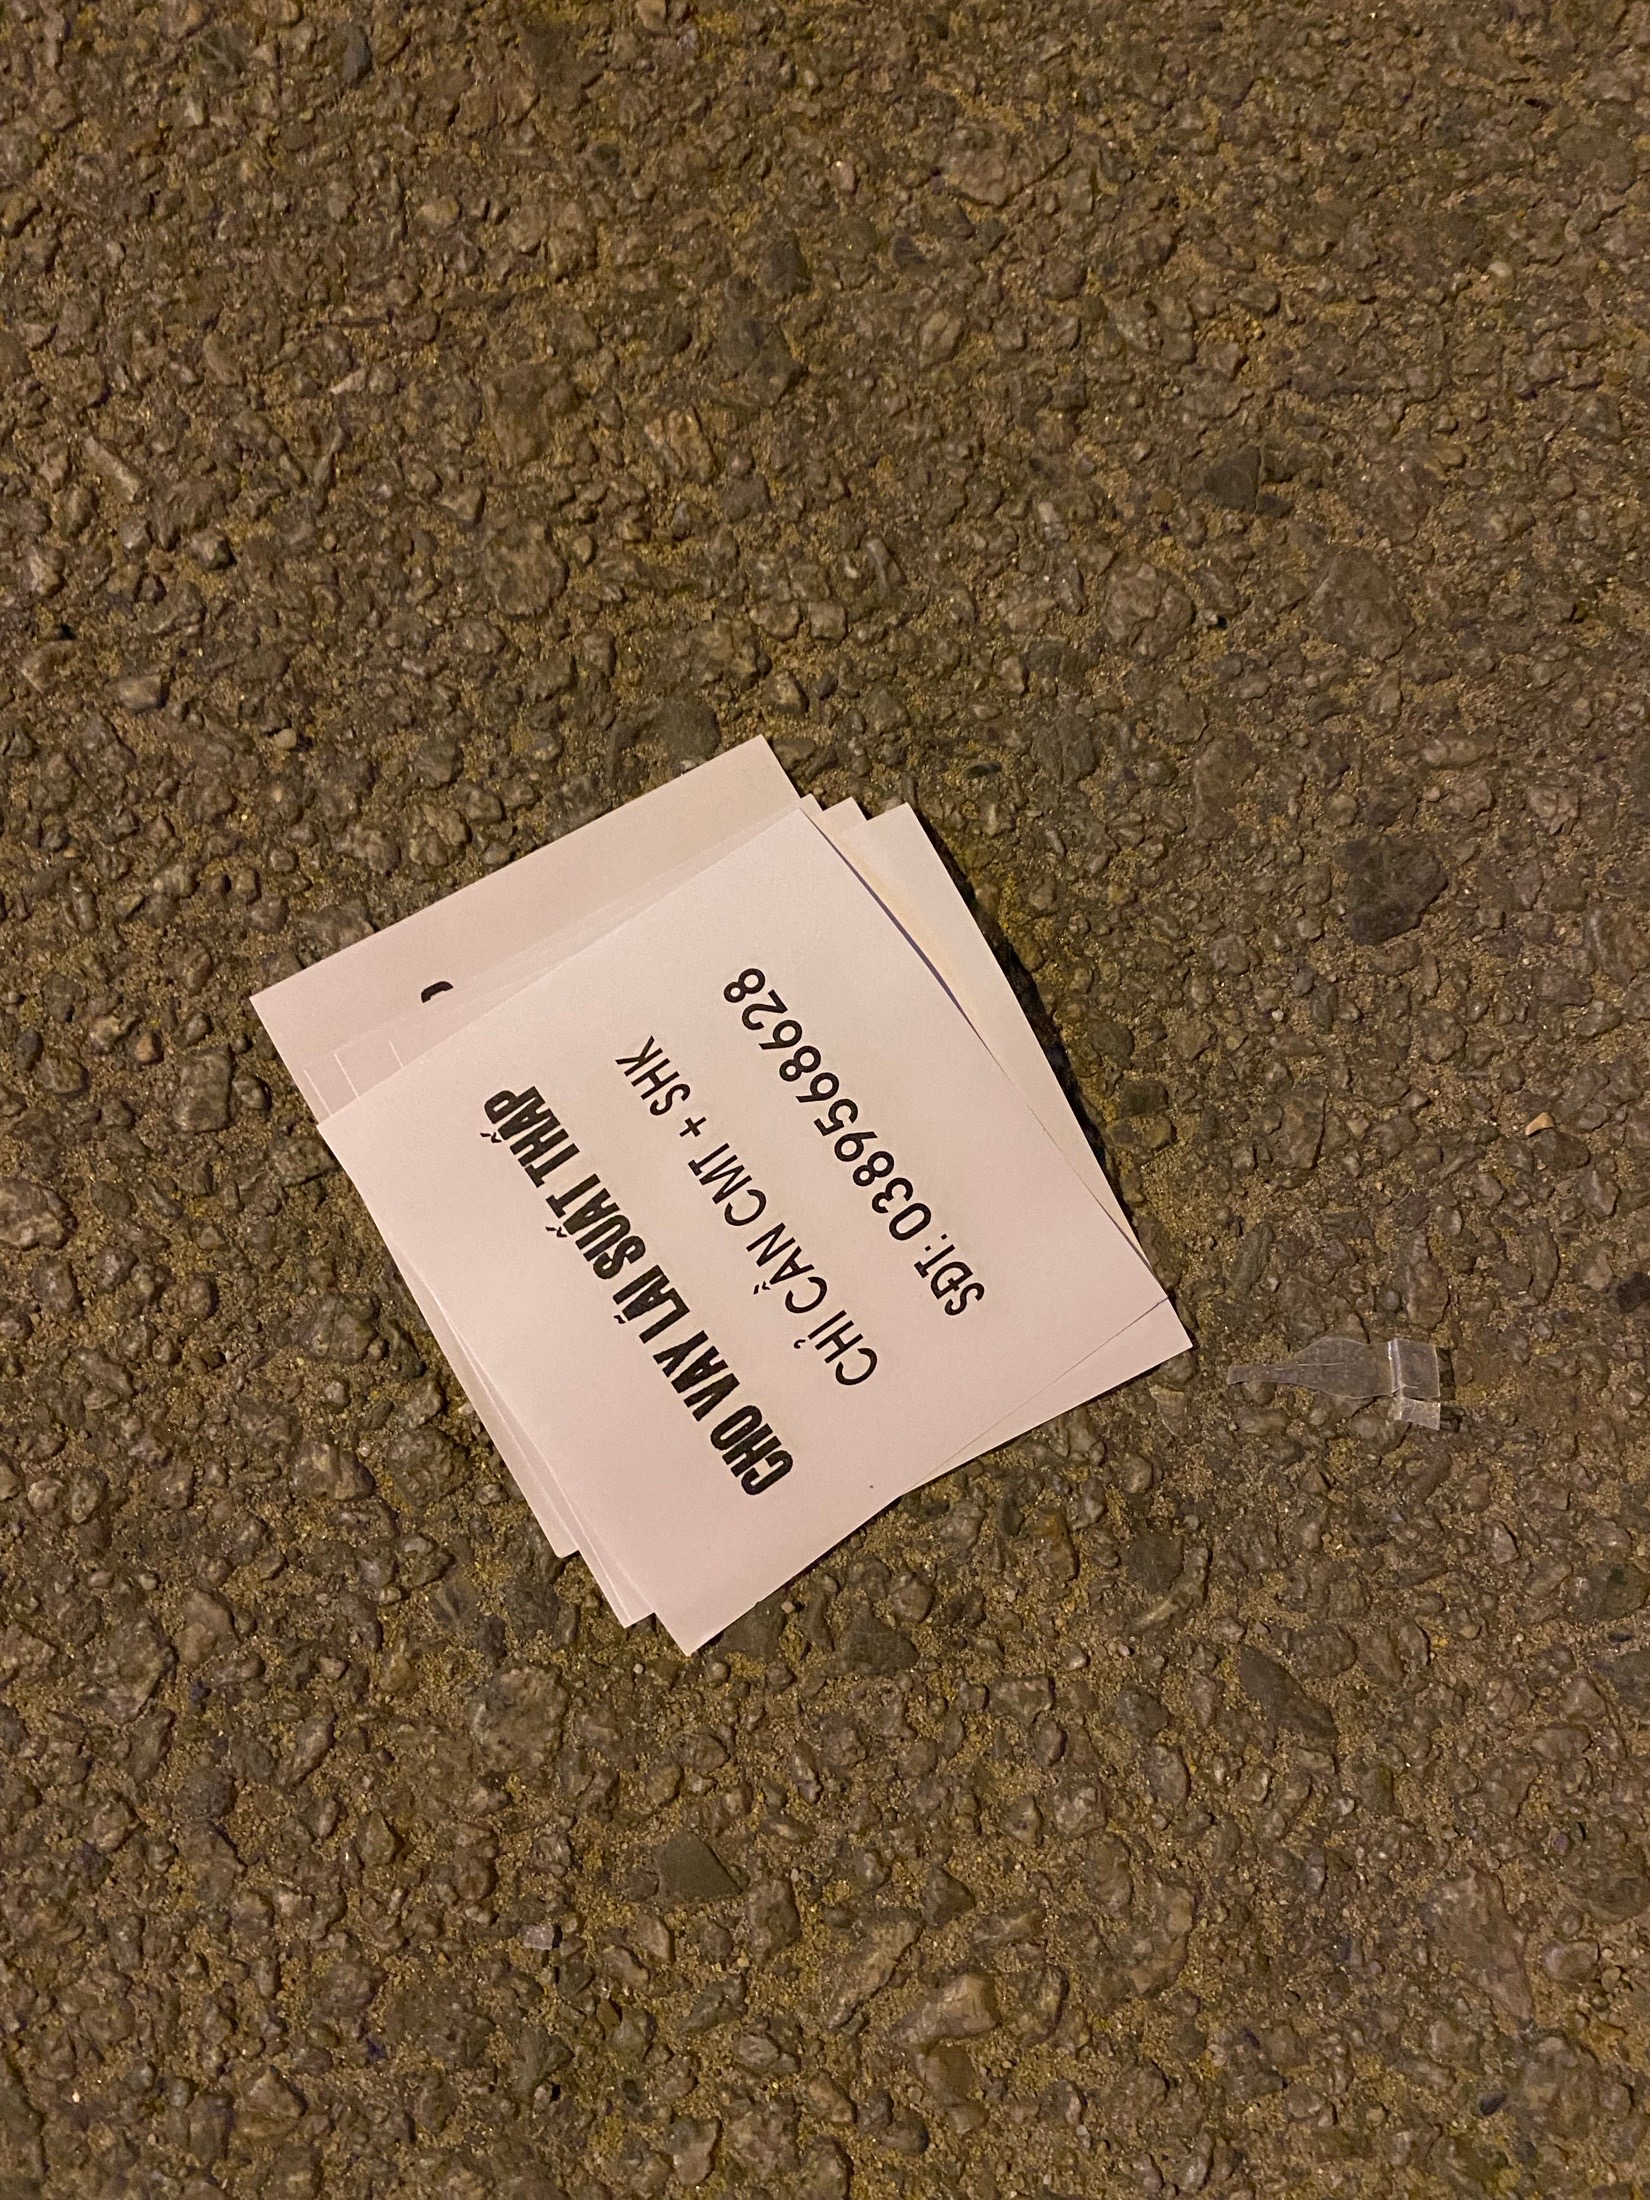 CHO VAY LÃI SUẤT THẤP
CHỈ CẦN CMT + SHK
SĐT: 0389568628